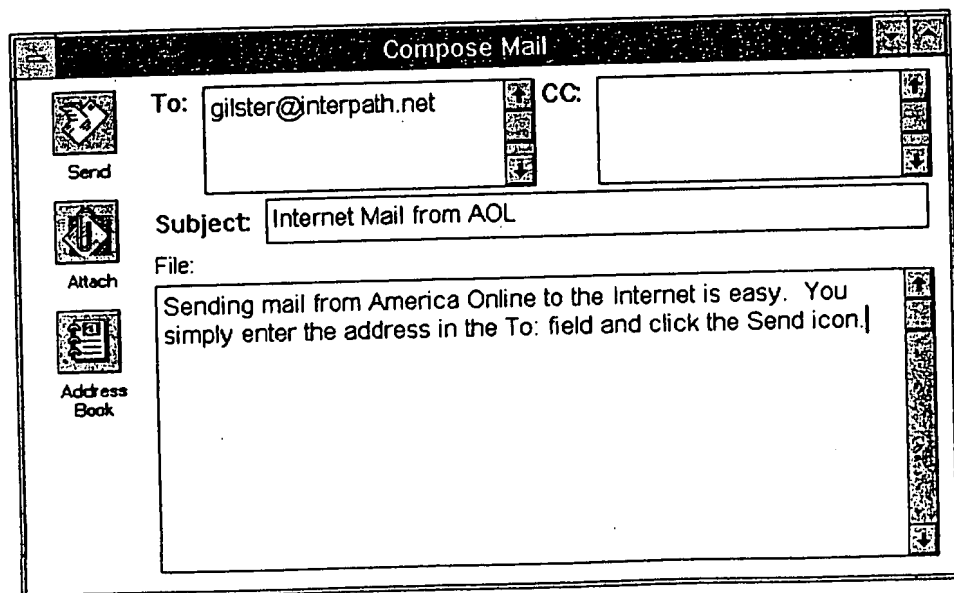 Compose Mail
To: gilster@interpath.net
CC:
Send
Subject: Internet Mail from AOL
Attach
File:
Sending mail from America Online to the Internet is easy. You
simply enter the address in the To: field and click the Send icon.
Address
Book